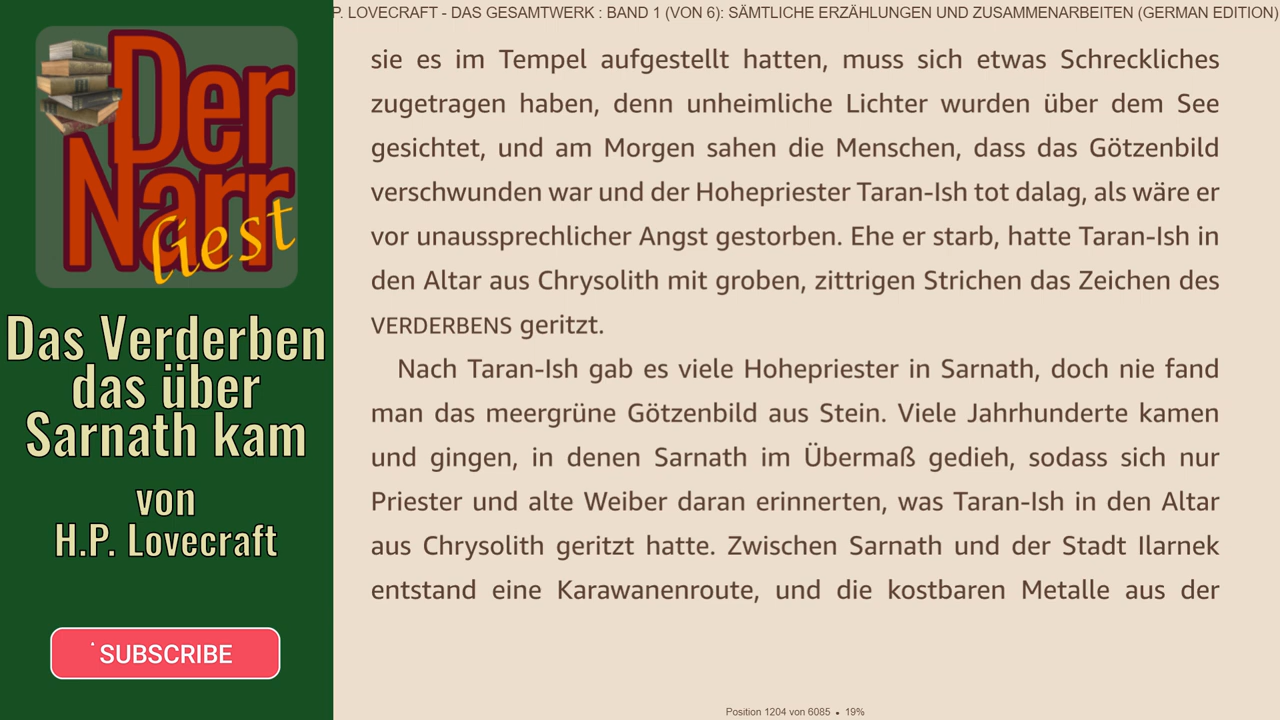 Der
Narr
liest
Das Verderben
das über
Sarnath kam
von
H.P. Lovecraft
SUBSCRIBE
P. LOVECRAFT - DAS GESAMTWERK : BAND 1 (VON 6): SÄMTLICHE ERZÄHLUNGEN UND ZUSAMMENARBEITEN (GERMAN EDITION)
sie es im Tempel aufgestellt hatten, muss sich etwas Schreckliches
zugetragen haben, denn unheimliche Lichter wurden über dem See
gesichtet, und am Morgen sahen die Menschen, dass das Götzenbild
verschwunden war und der Hohepriester Taran-Ish tot dalag, als wäre er
vor unaussprechlicher Angst gestorben. Ehe er starb, hatte Taran-Ish in
den Altar aus Chrysolith mit groben, zittrigen Strichen das Zeichen des
VERDERBENS geritzt.
Nach Taran-Ish gab es viele Hohepriester in Sarnath, doch nie fand
man das meergrüne Götzenbild aus Stein. Viele Jahrhunderte kamen
und gingen, in denen Sarnath im Übermaß gedieh, sodass sich nur
Priester und alte Weiber daran erinnerten, was Taran-Ish in den Altar
aus Chrysolith geritzt hatte. Zwischen Sarnath und der Stadt Ilarnek
entstand eine Karawanenroute, und die kostbaren Metalle aus der
Position 1204 von 6085 • 19%